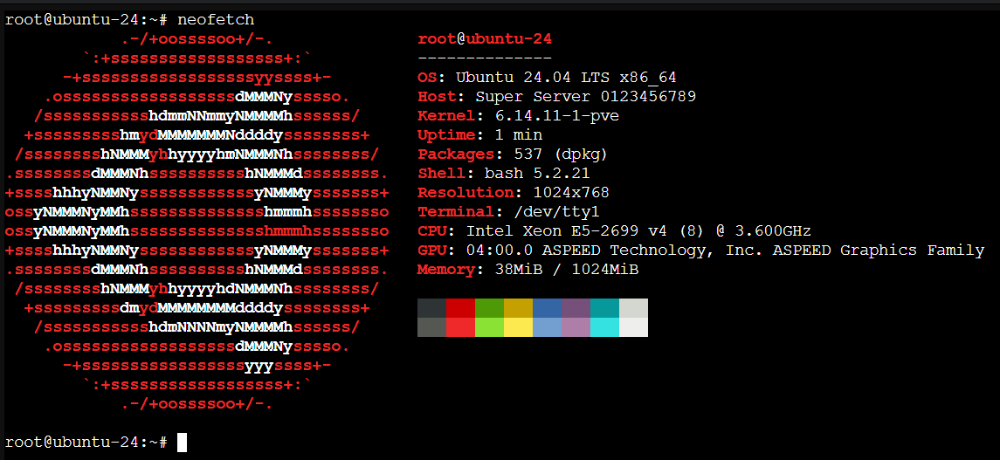 root@ubuntu-24:~# neofetch
            .-/+oossssoo+/-.               root@ubuntu-24
        `:+ssssssssssssssssss+:`           --------------
      -+ssssssssssssssssssyyssss+-         OS: Ubuntu 24.04 LTS x86_64
    .ossssssssssssssssssdMMMNysssso.       Host: Super Server 0123456789
   /ssssssssssshdmmNNmmyNMMMMhssssss/      Kernel: 6.14.11-1-pve
  +ssssssssshmydMMMMMMMNddddyssssssss+     Uptime: 1 min
 /sssssssshNMMMyhhyyyyhmNMMMNhssssssss/    Packages: 537 (dpkg)
.ssssssssdMMMNhsssssssssshNMMMdssssssss.   Shell: bash 5.2.21
+sssshhhyNMMNyssssssssssssyNMMMysssssss+   Resolution: 1024x768
ossyNMMMNyMMhsssssssssssssshmmmhssssssso   Terminal: /dev/tty1
ossyNMMMNyMMhsssssssssssssshmmmhssssssso   CPU: Intel Xeon E5-2699 v4 (8) @ 3.600GHz
+sssshhhyNMMNyssssssssssssyNMMMysssssss+   GPU: 04:00.0 ASPEED Technology, Inc. ASPEED Graphics Family
.ssssssssdMMMNhsssssssssshNMMMdssssssss.   Memory: 38MiB / 1024MiB
 /sssssssshNMMMyhhyyyyhdNMMMNhssssssss/
  +sssssssssdmydMMMMMMMMddddyssssssss+
   /ssssssssssshdmNNNNmyNMMMMhssssss/
    .ossssssssssssssssssdMMMNysssso.
      -+sssssssssssssssssyyyssss+-
        `:+ssssssssssssssssss+:`
            .-/+oossssoo+/-.
root@ubuntu-24:~#